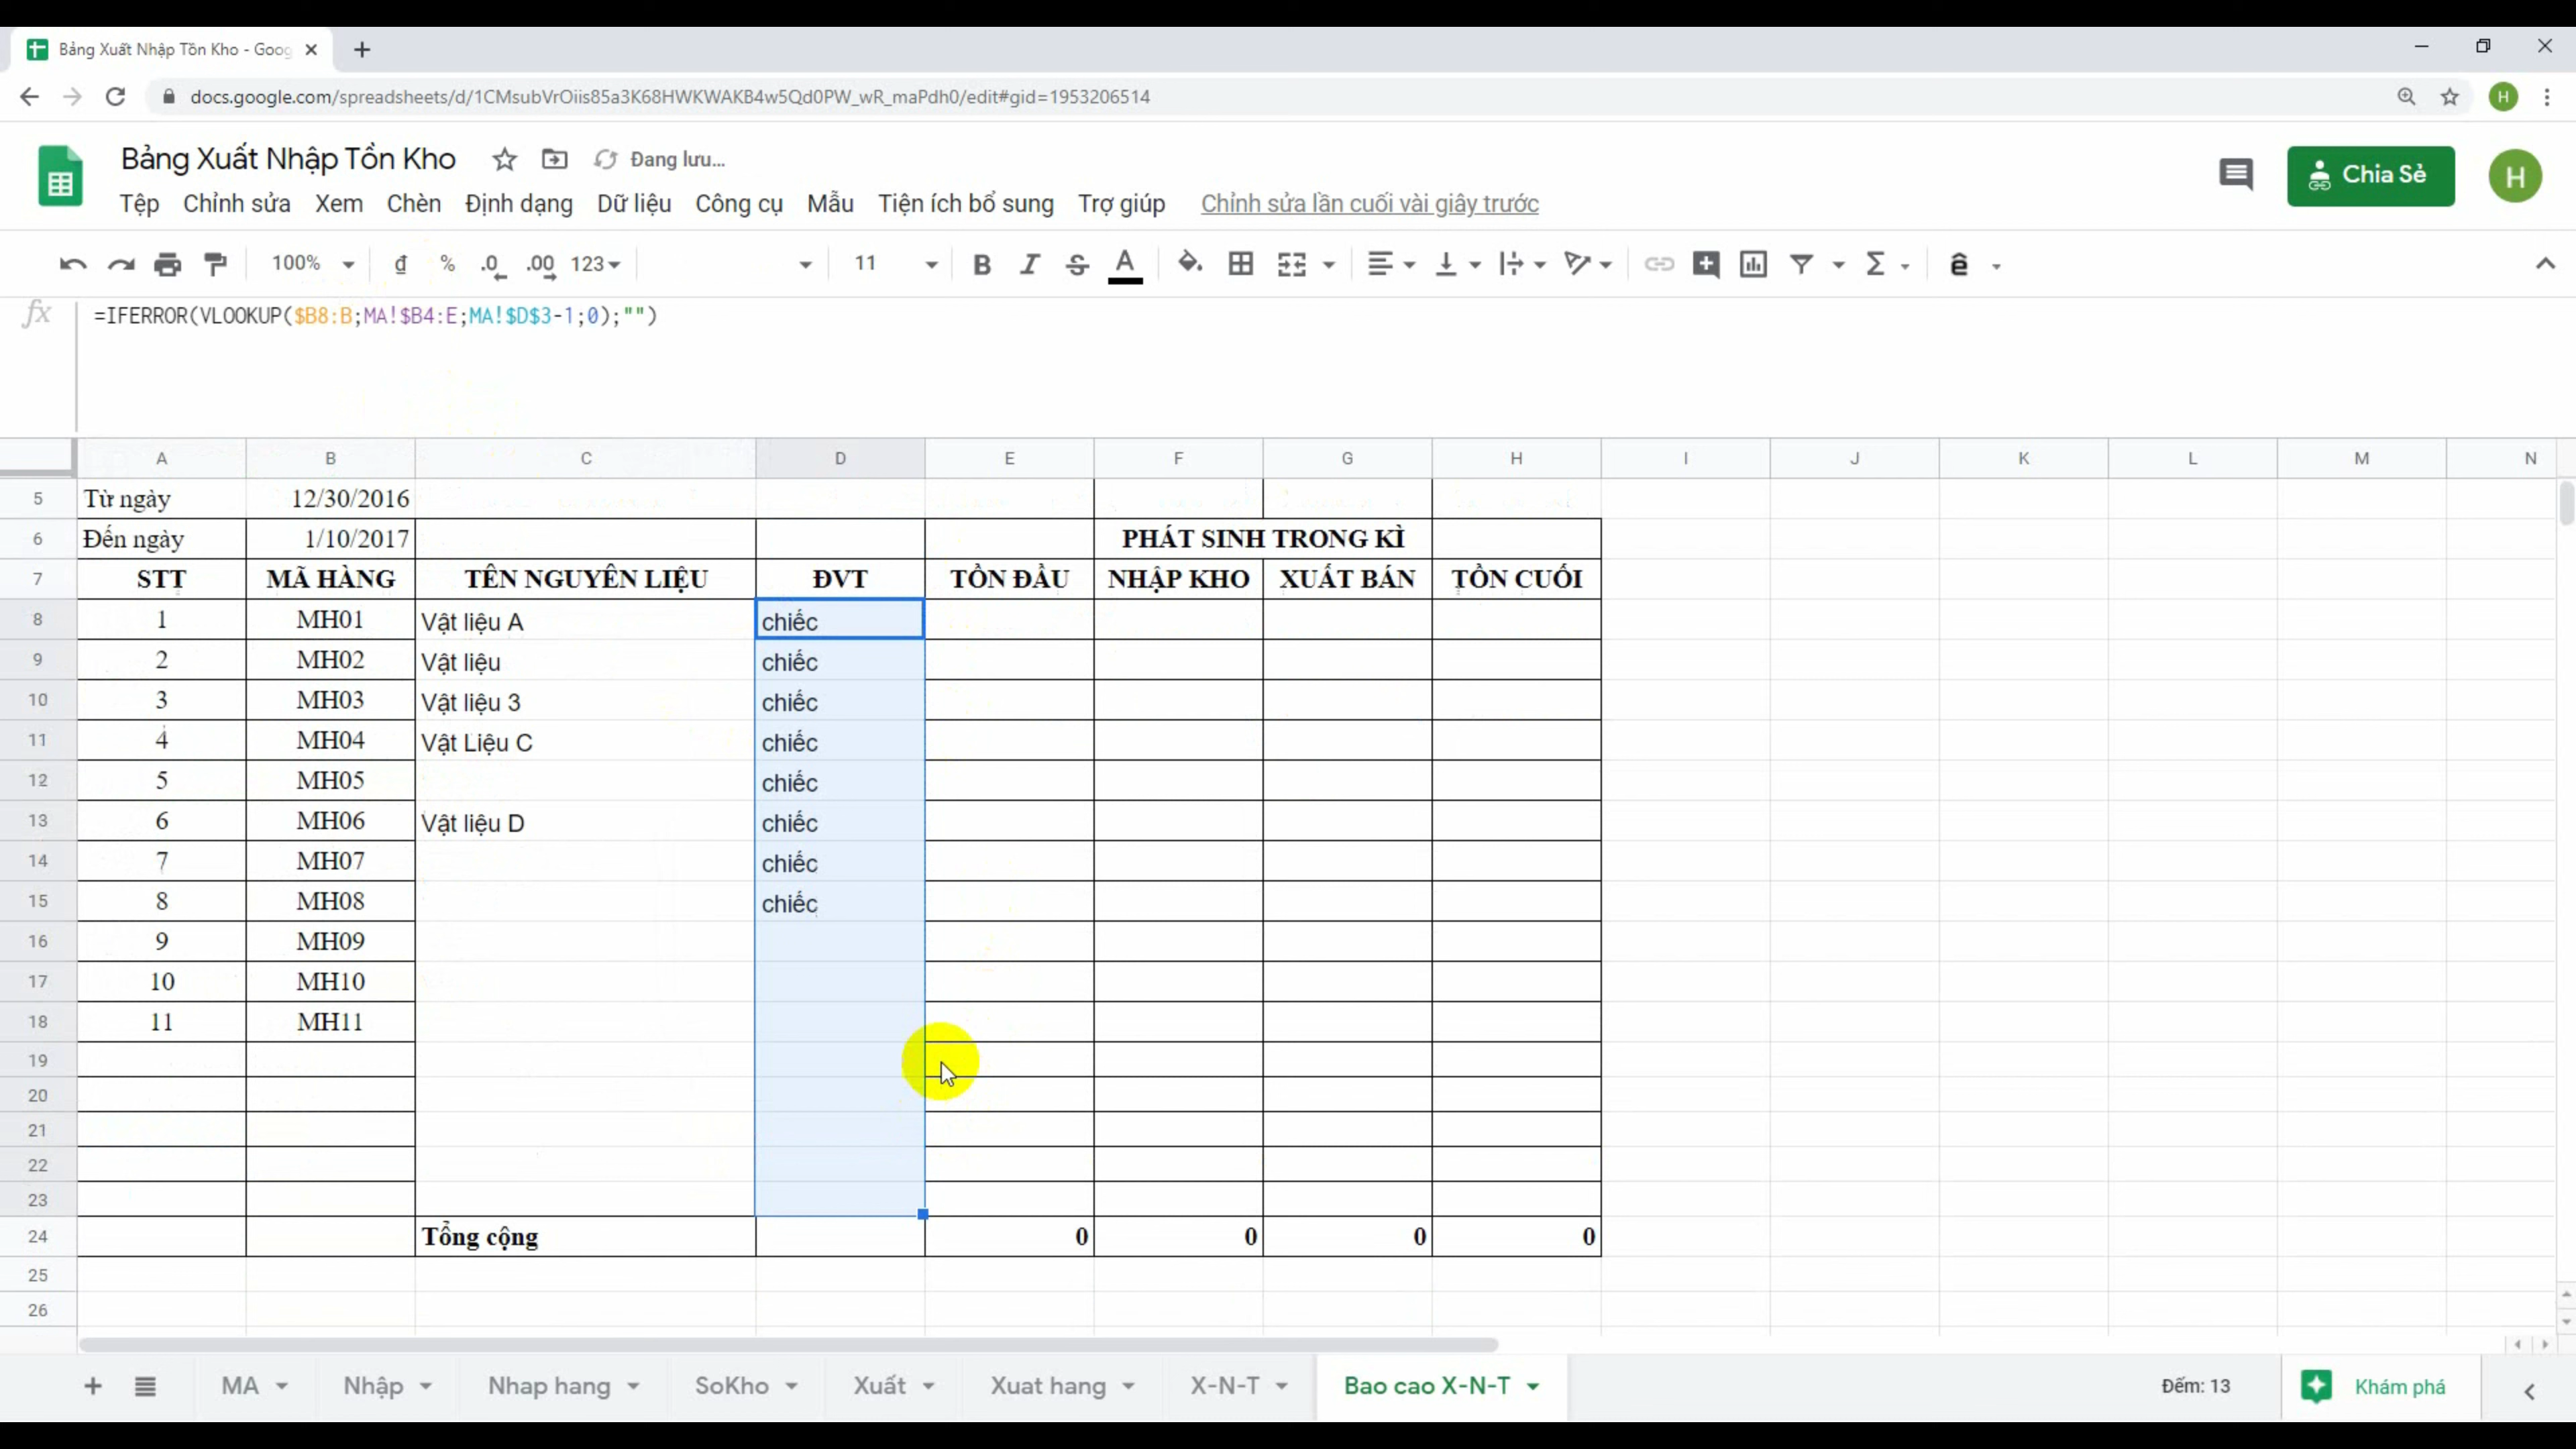 Bảng Xuất Nhập Tồn Kho - Goog
docs.google.com/spreadsheets/d/1CMsubVrOiis85a3K68HWKWAKB4w5Qd0PW_wR_maPdh0/edit#gid=1953206514
H
Bảng Xuất Nhập Tồn Kho
Đang lưu...
Tệp Chỉnh sửa Xem Chèn Định dạng Dữ liệu Công cụ Mẫu Tiện ích bổ sung Trợ giúp Chỉnh sửa lần cuối vài giây trước
Chia Sẻ
H
100% đ % .0 .00 123 11 B I S A Σ ê
fx =IFERROR(VLOOKUP($B8:B;MA!$B4:E;MA!$D$3-1;0);"")
A B C D E F G H I J K L M N
5 Từ ngày 12/30/2016
6 Đến ngày 1/10/2017 PHÁT SINH TRONG KÌ
7 STT MÃ HÀNG TÊN NGUYÊN LIỆU ĐVT TỒN ĐẦU NHẬP KHO XUẤT BÁN TỒN CUỐI
8 1 MH01 Vật liệu A chiếc
9 2 MH02 Vật liệu chiếc
10 3 MH03 Vật liệu 3 chiếc
11 4 MH04 Vật Liệu C chiếc
12 5 MH05 chiếc
13 6 MH06 Vật liệu D chiếc
14 7 MH07 chiếc
15 8 MH08 chiếc
16 9 MH09
17 10 MH10
18 11 MH11
19
20
21
22
23
24 Tổng cộng 0 0 0 0
25
26
MA Nhập Nhap hang SoKho Xuất Xuat hang X-N-T Bao cao X-N-T Đếm: 13 Khám phá